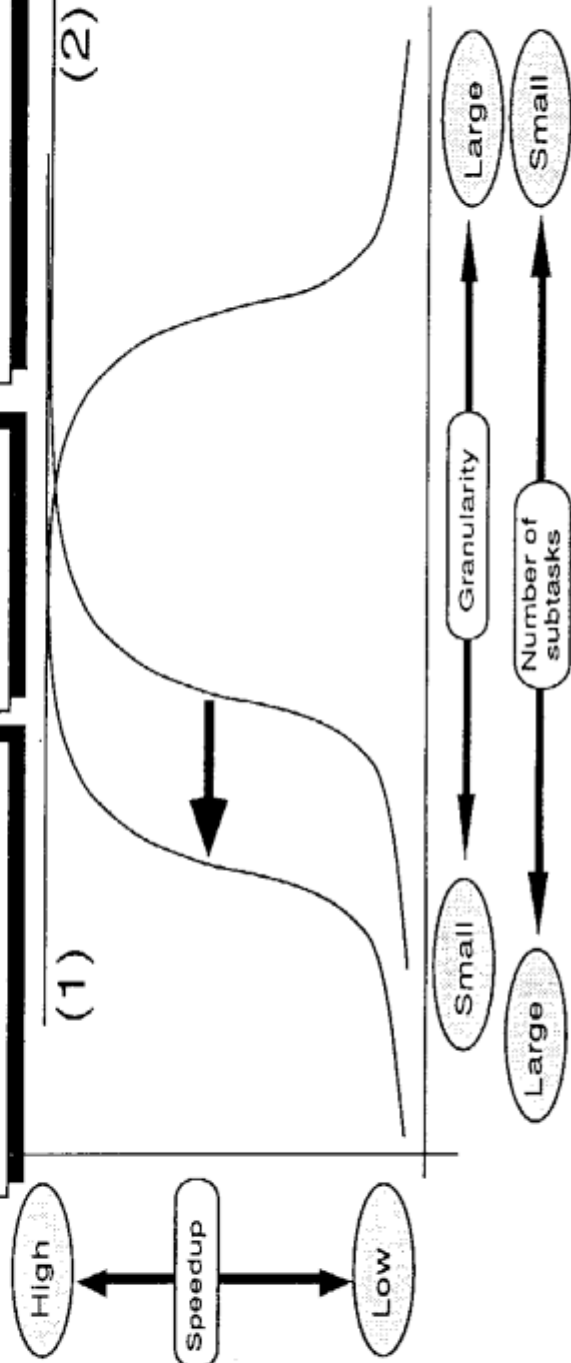 (1)
(2)
High
Speedup
Low
Small
Granularity
Large
Large
Number of
subtasks
Small